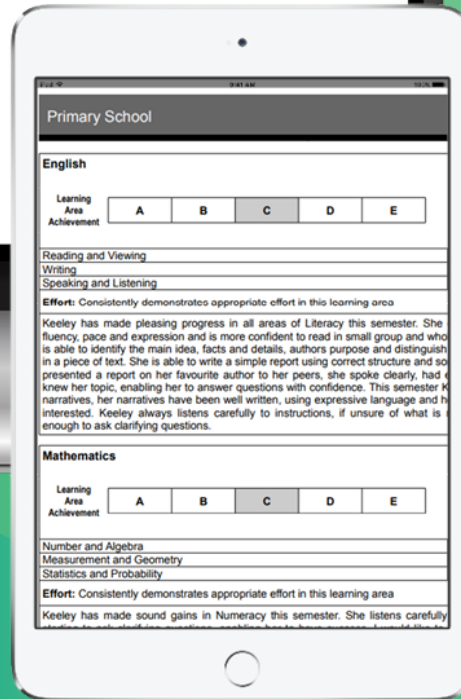 9:41 AM
Primary School
English
Learning
Area
Achievement
A B C D E
Reading and Viewing
Writing
Speaking and Listening
Effort: Consistently demonstrates appropriate effort in this learning area
Keeley has made pleasing progress in all areas of Literacy this semester. She
fluency, pace and expression and is more confident to read in small group and who
is able to identify the main idea, facts and details, authors purpose and distinguish
in a piece of text. She is able to write a simple report using correct structure and so
presented a report on her favourite author to her peers, she spoke clearly, had
knew her topic, enabling her to answer questions with confidence. This semester K
narratives, her narratives have been well written, using expressive language and h
interested. Keeley always listens carefully to instructions, if unsure of what is
enough to ask clarifying questions.
Mathematics
Learning
Area
Achievement
A B C D E
Number and Algebra
Measurement and Geometry
Statistics and Probability
Effort: Consistently demonstrates appropriate effort in this learning area
Keeley has made sound gains in Numeracy this semester. She listens carefully